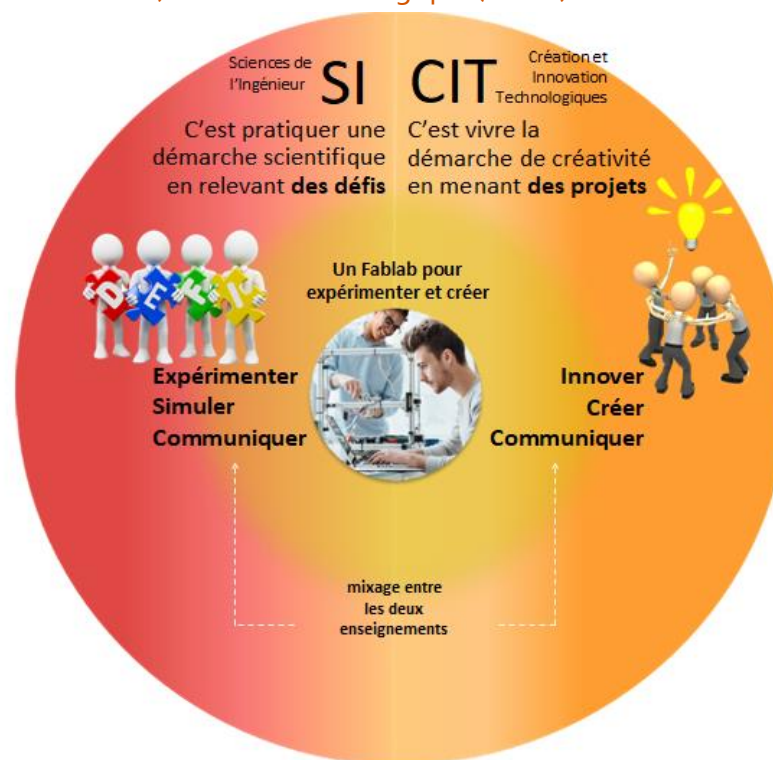 Sciences de
l'Ingénieur
SI
CIT
Création et
Innovation
Technologiques
C'est pratiquer une
démarche scientifique
en relevant des défis
C'est vivre la
démarche de créativité
en menant des projets
DEFI
Un Fablab pour
expérimenter et créer
Expérimenter
Simuler
Communiquer
Innover
Créer
Communiquer
mixage entre
les deux
enseignements